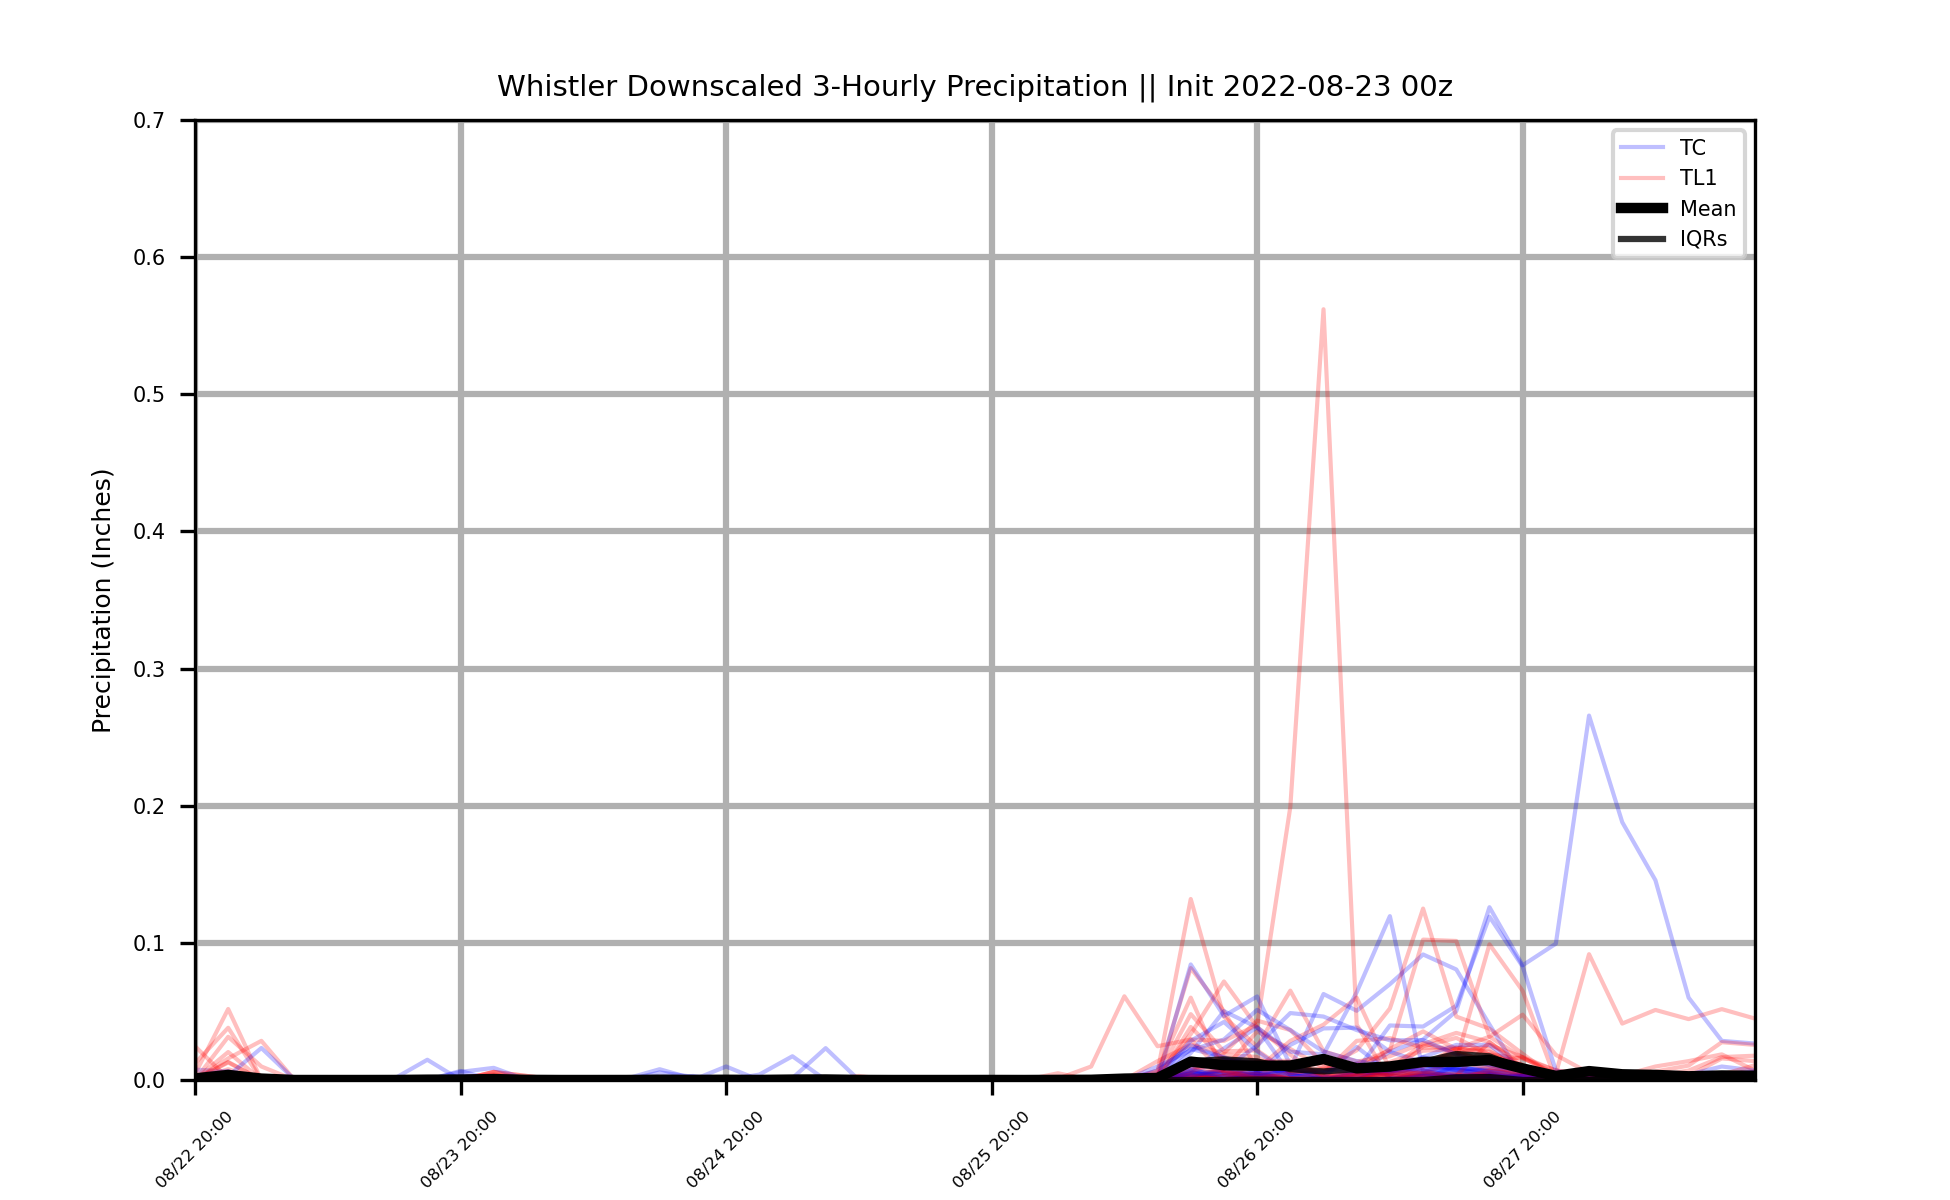 Whistler Downscaled 3-Hourly Precipitation || Init 2022-08-23 00z
TC
TL1
Mean
IQRs
Precipitation (Inches)
0.7
0.6
0.5
0.4
0.3
0.2
0.1
0.0
08/22 20:00
08/23 20:00
08/24 20:00
08/25 20:00
08/26 20:00
08/27 20:00